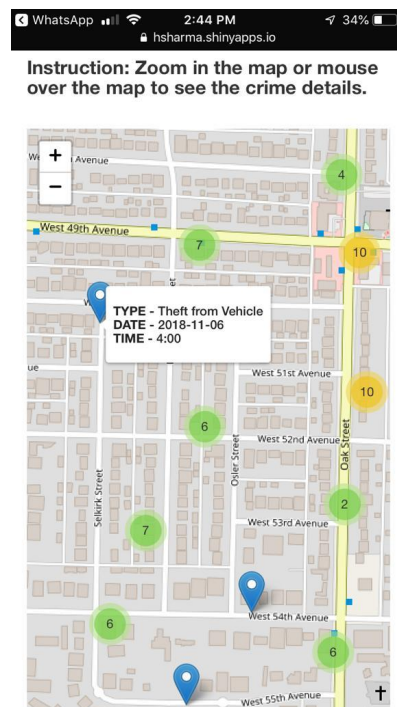 WhatsApp
2:44 PM
34%
hsharma.shinyapps.io
Instruction: Zoom in the map or mouse
over the map to see the crime details.
+
−
Avenue
4
West 49th Avenue
7
10
TYPE - Theft from Vehicle
DATE - 2018-11-06
TIME - 4:00
West 51st Avenue
10
6
West 52nd Avenue
Oak Street
Osler Street
Selkirk Street
2
7
West 53rd Avenue
West 54th Avenue
6
6
West 55th Avenue